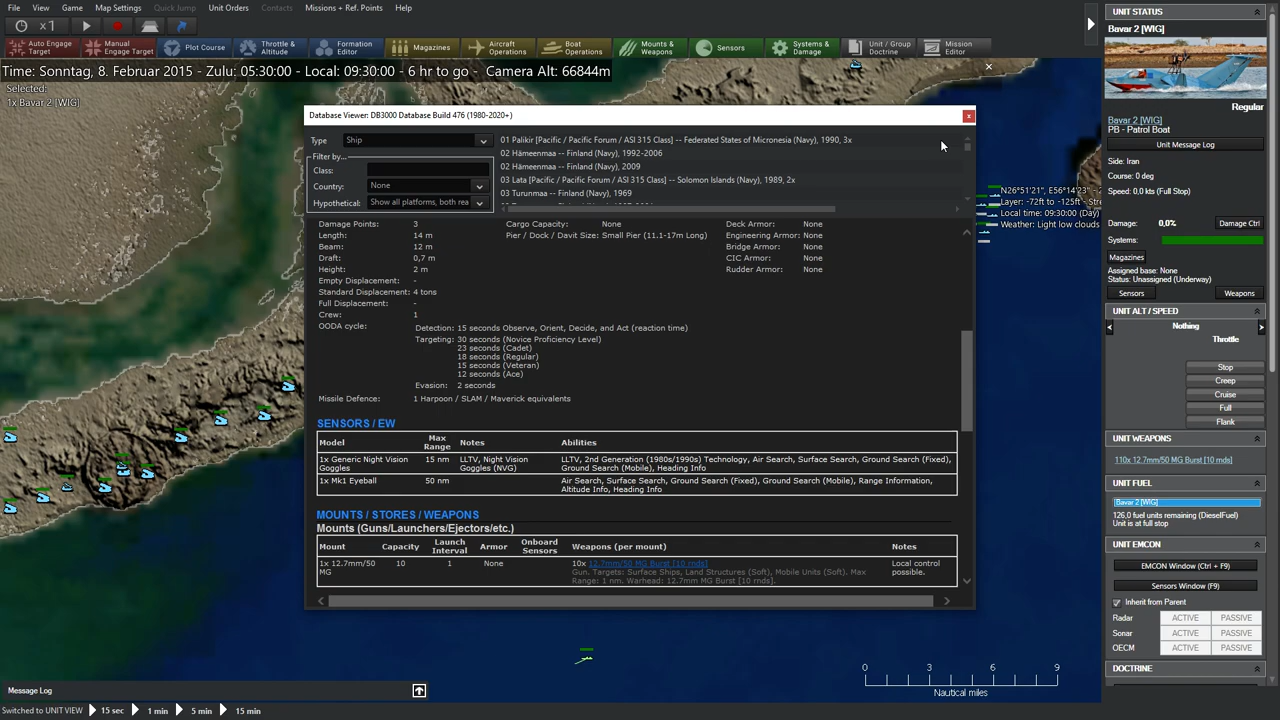 File View Game Map Settings Quick Jump Unit Orders Contacts Missions + Ref. Points Help
x 1
Auto Engage Target
Manual Engage Target
Plot Course
Throttle & Altitude
Formation Editor
Magazines
Aircraft Operations
Boat Operations
Mounts & Weapons
Sensors
Systems & Damage
Unit / Group Doctrine
Mission Editor
Time: Sonntag, 8. Februar 2015 - Zulu: 05:30:00 - Local: 09:30:00 - 6 hr to go - Camera Alt: 66844m
Selected:
1x Bavar 2 [WIG]
Database Viewer: DB3000 Database Build 476 (1980-2020+)
Type Ship
Filter by...
Class:
Country: None
Hypothetical: Show all platforms, both rea
01 Palikir [Pacific / Pacific Forum / ASI 315 Class] -- Federated States of Micronesia (Navy), 1990, 3x
02 Hämeenmaa -- Finland (Navy), 1992-2006
02 Hämeenmaa -- Finland (Navy), 2009
03 Lata [Pacific / Pacific Forum / ASI 315 Class] -- Solomon Islands (Navy), 1989, 2x
03 Turunmaa -- Finland (Navy), 1969
Damage Points: 3 Cargo Capacity: None Deck Armor: None
Length: 14 m Pier / Dock / Davit Size: Small Pier (11.1-17m Long) Engineering Armor: None
Beam: 12 m Bridge Armor: None
Draft: 0,7 m CIC Armor: None
Height: 2 m Rudder Armor: None
Empty Displacement: -
Standard Displacement: 4 tons
Full Displacement: -
Crew: 1
OODA cycle: Detection: 15 seconds Observe, Orient, Decide, and Act (reaction time)
Targeting: 30 seconds (Novice Proficiency Level)
23 seconds (Cadet)
18 seconds (Regular)
15 seconds (Veteran)
12 seconds (Ace)
Evasion: 2 seconds
Missile Defence: 1 Harpoon / SLAM / Maverick equivalents
SENSORS / EW
Model Max Range Notes Abilities
1x Generic Night Vision Goggles 15 nm LLTV, Night Vision Goggles (NVG) LLTV, 2nd Generation (1980s/1990s) Technology, Air Search, Surface Search, Ground Search (Fixed), Ground Search (Mobile), Heading Info
1x Mk1 Eyeball 50 nm Air Search, Surface Search, Ground Search (Fixed), Ground Search (Mobile), Range Information, Altitude Info, Heading Info
MOUNTS / STORES / WEAPONS
Mounts (Guns/Launchers/Ejectors/etc.)
Mount Capacity Launch Interval Armor Onboard Sensors Weapons (per mount) Notes
1x 12.7mm/50 MG 10 1 None 10x 12.7mm/50 MG Burst [10 rnds] Local control possible.
Gun. Targets: Surface Ships, Land Structures (Soft), Mobile Units (Soft). Max Range: 1 nm. Warhead: 12.7mm MG Burst [10 rnds].
N26°51'21", E56°14'23" - 2
Layer: -72ft to -125ft - Stre
Local time: 09:30:00 (Day)
Weather: Light low clouds
0 3 6 9
Nautical miles
Message Log
Switched to UNIT VIEW 15 sec 1 min 5 min 15 min
UNIT STATUS
Bavar 2 [WIG]
Regular
Bavar 2 [WIG]
PB - Patrol Boat
Unit Message Log
Side: Iran
Course: 0 deg
Speed: 0,0 kts (Full Stop)
Damage: 0,0% Damage Ctrl
Systems:
Magazines
Assigned base: None
Status: Unassigned (Underway)
Sensors Weapons
UNIT ALT / SPEED
Nothing
Throttle
Stop
Creep
Cruise
Full
Flank
UNIT WEAPONS
110x 12.7mm/50 MG Burst [10 rnds]
UNIT FUEL
Bavar 2 [WIG]
126,0 fuel units remaining (DieselFuel)
Unit is at full stop
UNIT EMCON
EMCON Window (Ctrl + F9)
Sensors Window (F9)
Inherit from Parent
Radar ACTIVE PASSIVE
Sonar ACTIVE PASSIVE
OECM ACTIVE PASSIVE
DOCTRINE